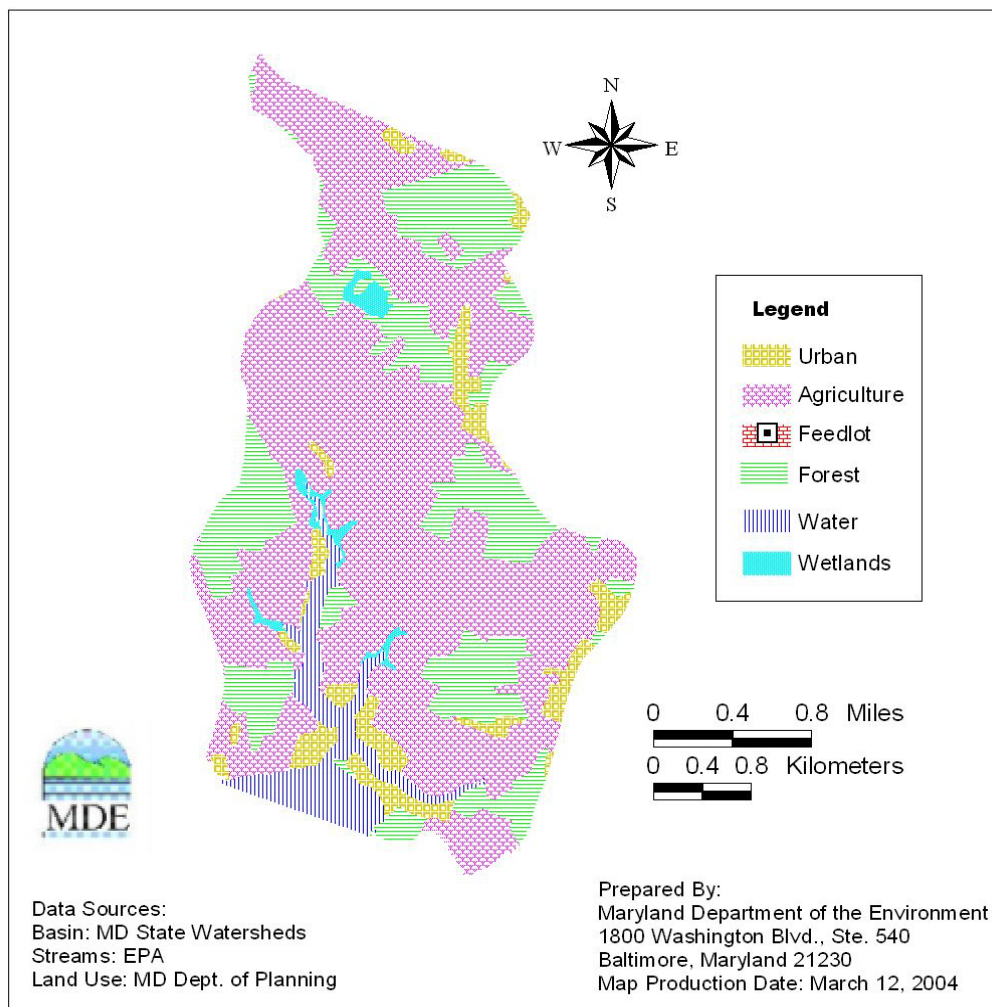 N
W E
S
Legend
Urban
Agriculture
Feedlot
Forest
Water
Wetlands
0 0.4 0.8 Miles
0 0.4 0.8 Kilometers
MDE
Data Sources:
Basin: MD State Watersheds
Streams: EPA
Land Use: MD Dept. of Planning
Prepared By:
Maryland Department of the Environment
1800 Washington Blvd., Ste. 540
Baltimore, Maryland 21230
Map Production Date: March 12, 2004